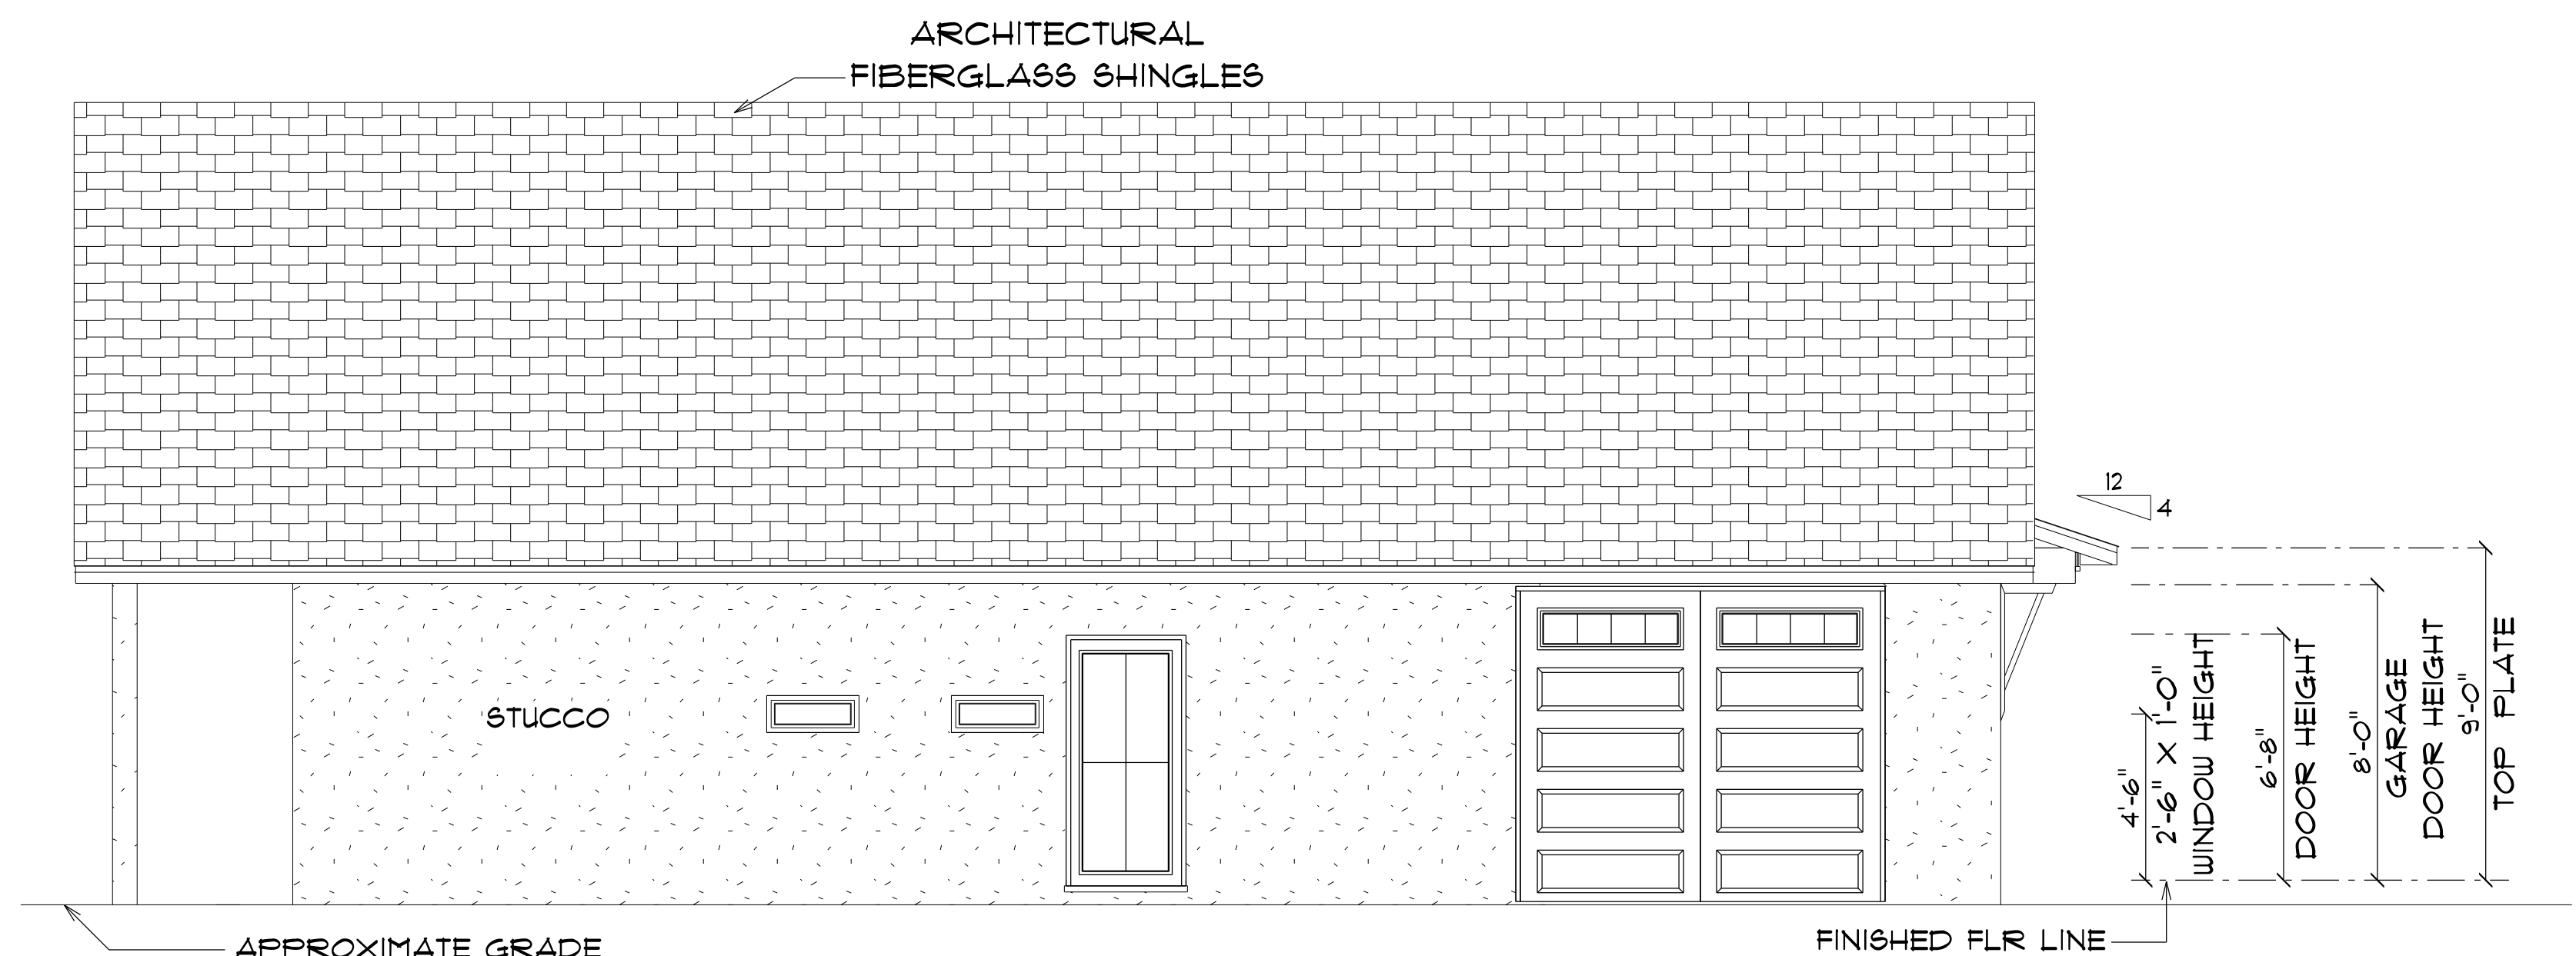 ARCHITECTURAL
FIBERGLASS SHINGLES
12
4
STUCCO
4'-6"
2'-6" X 1'-0"
WINDOW HEIGHT
6'-8"
DOOR HEIGHT
8'-0"
GARAGE
DOOR HEIGHT
9'-0"
TOP PLATE
APPROXIMATE GRADE
FINISHED FLR LINE